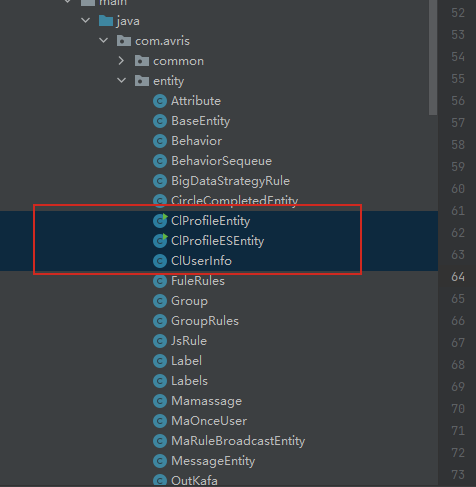 main
java
com.avris
common
entity
Attribute
BaseEntity
Behavior
BehaviorSequeue
BigDataStrategyRule
CircleCompletedEntity
ClProfileEntity
ClProfileESEntity
ClUserInfo
FuleRules
Group
GroupRules
JsRule
Label
Labels
Mamassage
MaOnceUser
MaRuleBroadcastEntity
MessageEntity
OutKafa
52
53
54
55
56
57
58
59
60
61
62
63
64
65
66
67
68
69
70
71
72
73